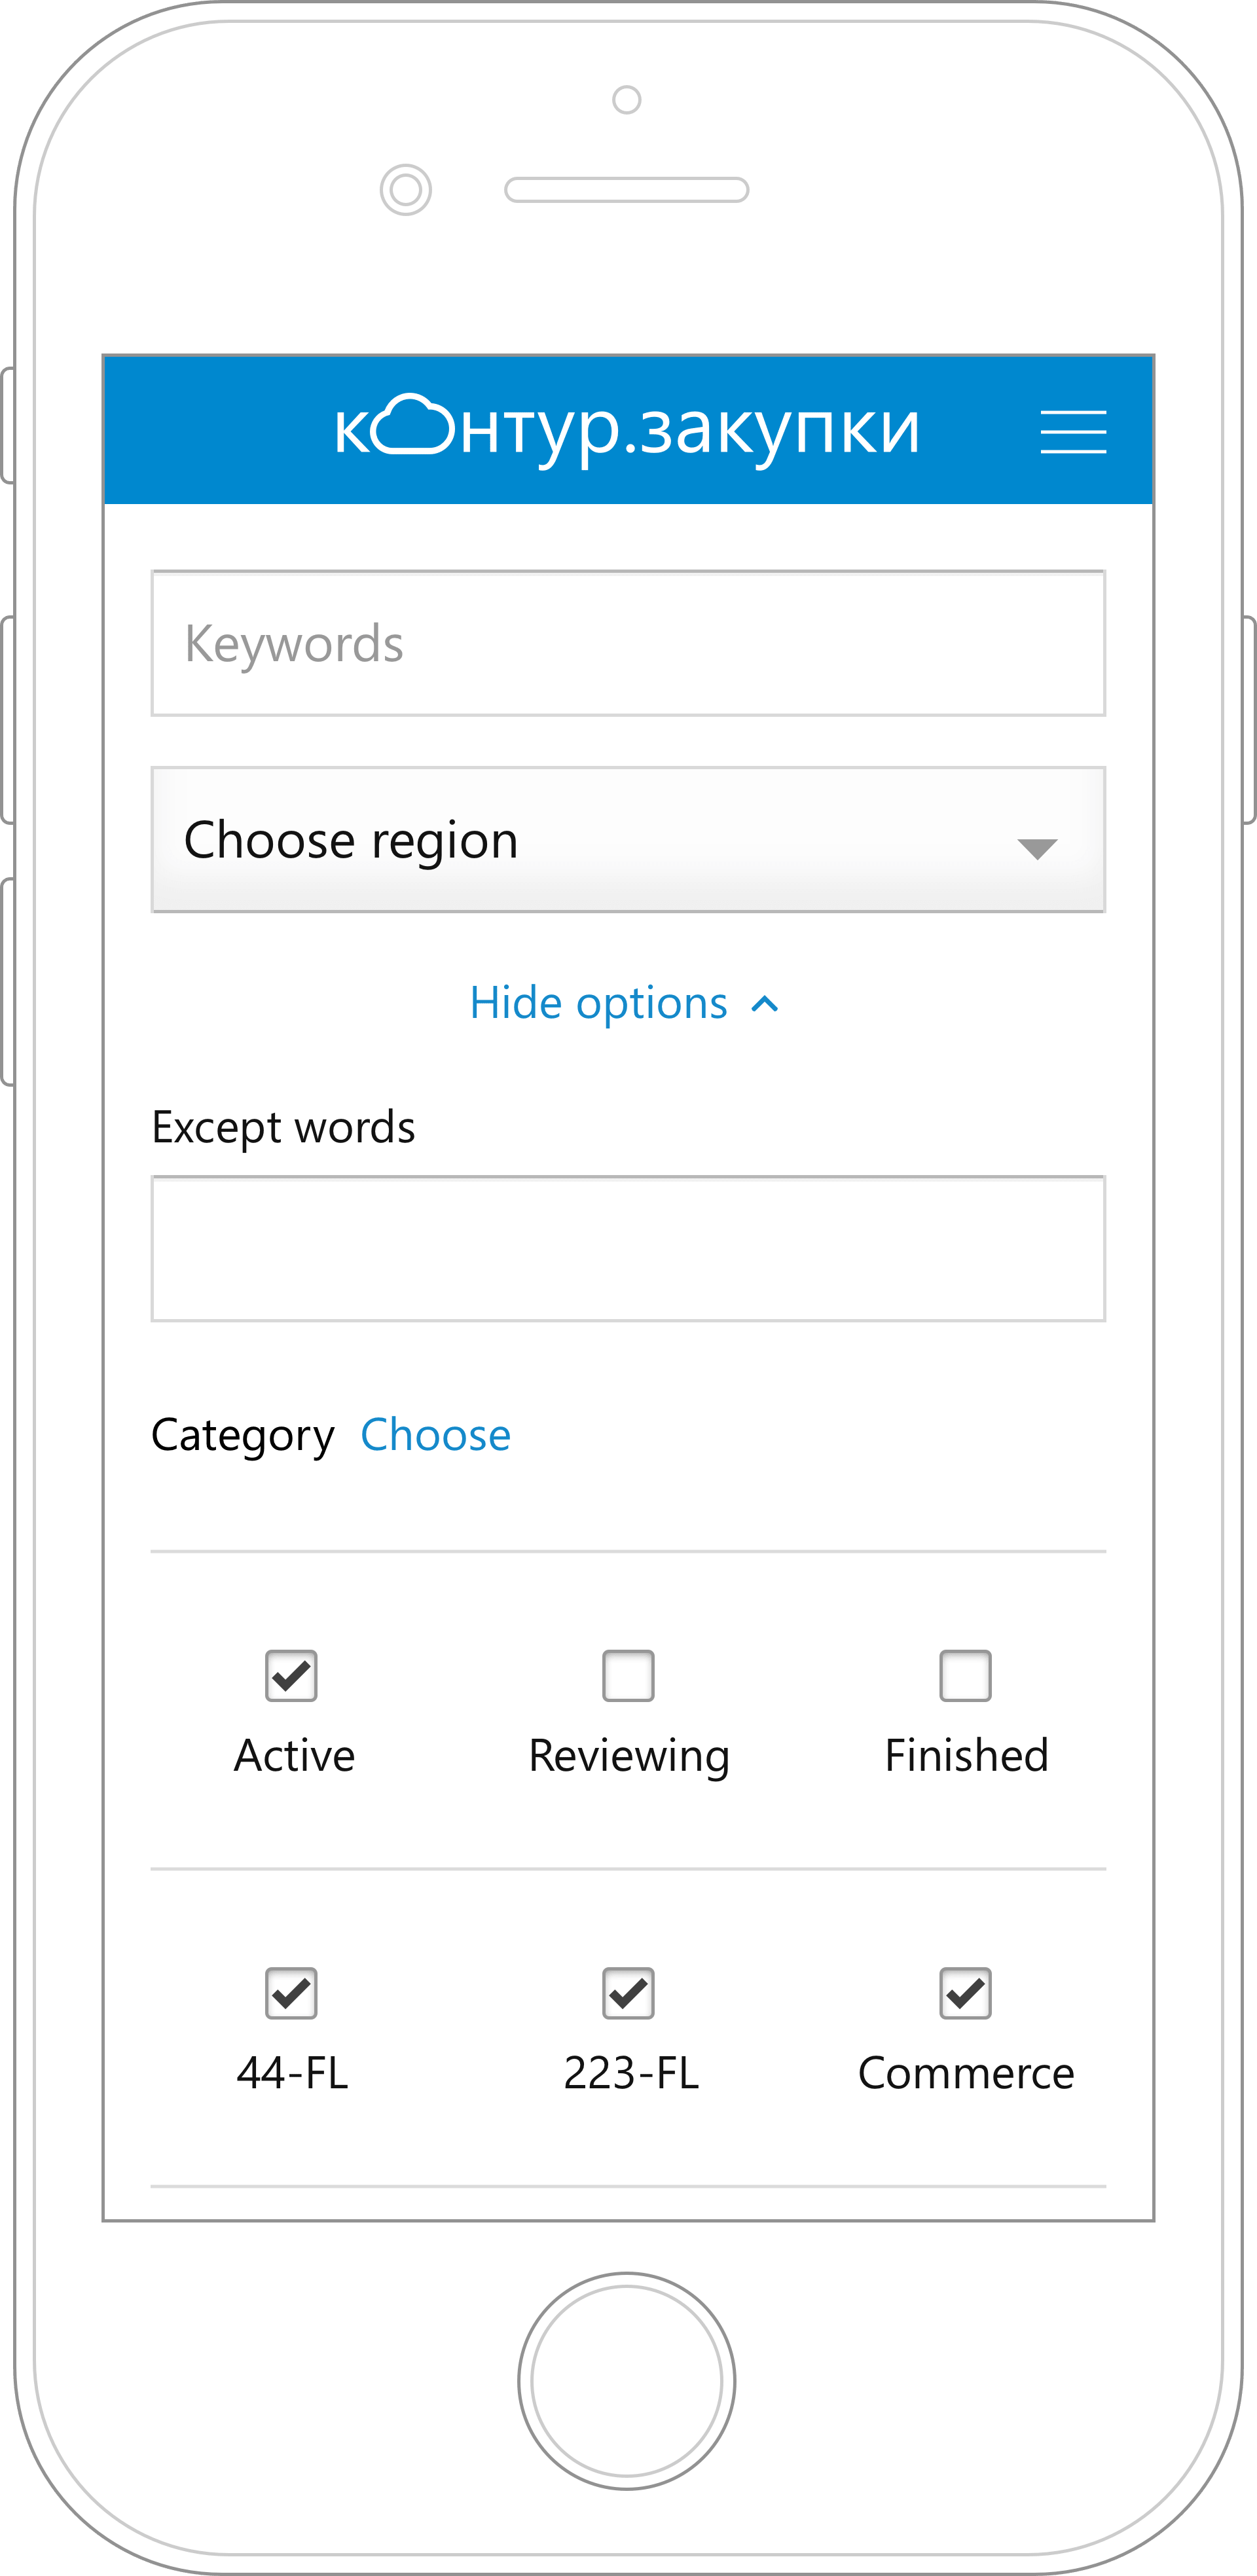 контур.закупки
Keywords
Choose region
Hide options
Except words
Category Choose
Active Reviewing Finished
44-FL 223-FL Commerce